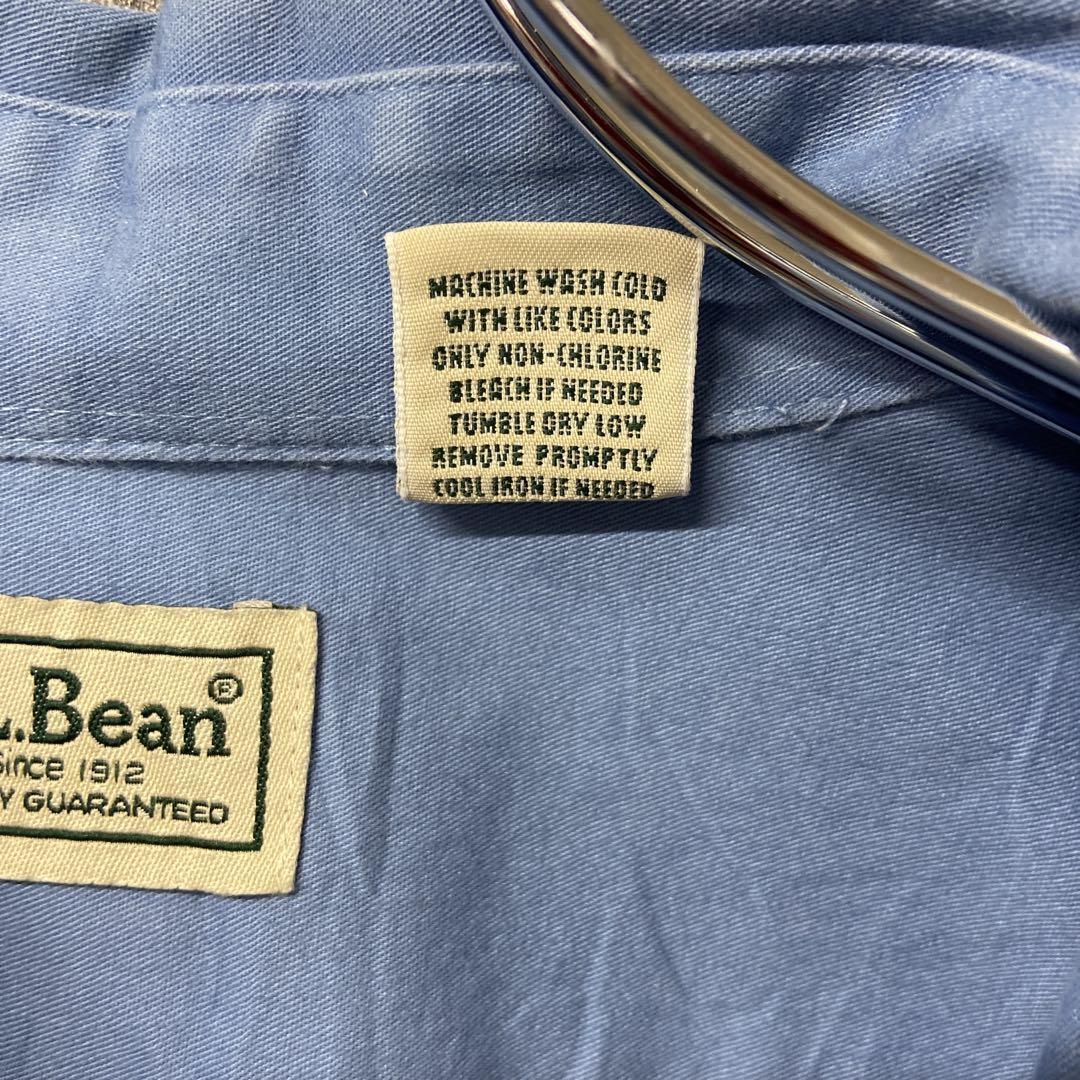 MACHINE WASH COLD
WITH LIKE COLORS
ONLY NON-CHLORINE
BLEACH IF NEEDED
TUMBLE DRY LOW
REMOVE PROMPTLY
COOL IRON IF NEEDED
L.Bean®
Since 1912
Y GUARANTEED